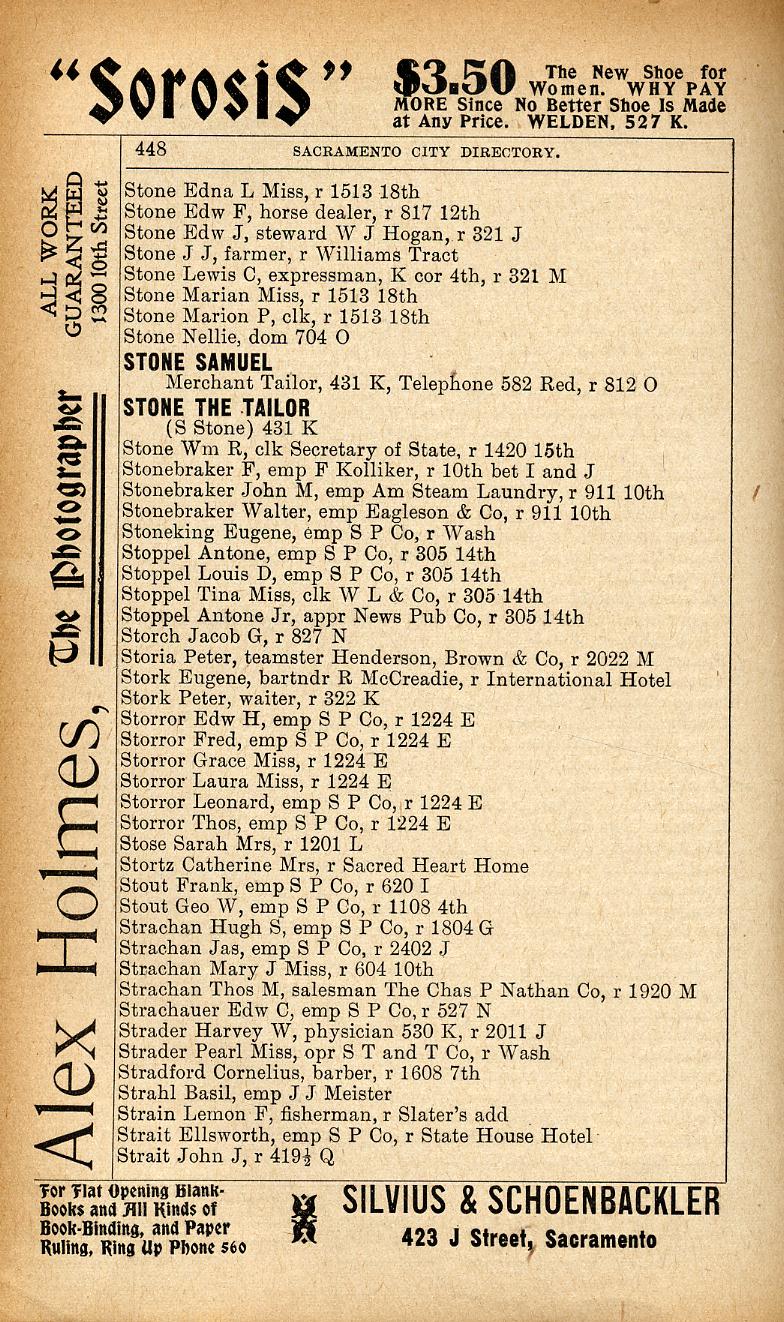 "SorosiS"
$3.50 The New Shoe for
Women. WHY PAY
MORE Since No Better Shoe Is Made
at Any Price. WELDEN, 527 K.
448 SACRAMENTO CITY DIRECTORY.
Stone Edna L Miss, r 1513 18th
Stone Edw F, horse dealer, r 817 12th
Stone Edw J, steward W J Hogan, r 321 J
Stone J J, farmer, r Williams Tract
Stone Lewis C, expressman, K cor 4th, r 321 M
Stone Marian Miss, r 1513 18th
Stone Marion P, clk, r 1513 18th
Stone Nellie, dom 704 O
STONE SAMUEL
Merchant Tailor, 431 K, Telephone 582 Red, r 812 O
STONE THE TAILOR
(S Stone) 431 K
Stone Wm R, clk Secretary of State, r 1420 15th
Stonebraker F, emp F Kolliker, r 10th bet I and J
Stonebraker John M, emp Am Steam Laundry, r 911 10th
Stonebraker Walter, emp Eagleson & Co, r 911 10th
Stoneking Eugene, emp S P Co, r Wash
Stoppel Antone, emp S P Co, r 305 14th
Stoppel Louis D, emp S P Co, r 305 14th
Stoppel Tina Miss, clk W L & Co, r 305 14th
Stoppel Antone Jr, appr News Pub Co, r 305 14th
Storch Jacob G, r 827 N
Storia Peter, teamster Henderson, Brown & Co, r 2022 M
Stork Eugene, bartndr R McCreadie, r International Hotel
Stork Peter, waiter, r 322 K
Storror Edw H, emp S P Co, r 1224 E
Storror Fred, emp S P Co, r 1224 E
Storror Grace Miss, r 1224 E
Storror Laura Miss, r 1224 E
Storror Leonard, emp S P Co, r 1224 E
Storror Thos, emp S P Co, r 1224 E
Stose Sarah Mrs, r 1201 L
Stortz Catherine Mrs, r Sacred Heart Home
Stout Frank, emp S P Co, r 620 I
Stout Geo W, emp S P Co, r 1108 4th
Strachan Hugh S, emp S P Co, r 1804 G
Strachan Jas, emp S P Co, r 2402 J
Strachan Mary J Miss, r 604 10th
Strachan Thos M, salesman The Chas P Nathan Co, r 1920 M
Strachauer Edw C, emp S P Co, r 527 N
Strader Harvey W, physician 530 K, r 2011 J
Strader Pearl Miss, opr S T and T Co, r Wash
Stradford Cornelius, barber, r 1608 7th
Strahl Basil, emp J J Meister
Strain Lemon F, fisherman, r Slater's add
Strait Ellsworth, emp S P Co, r State House Hotel
Strait John J, r 419½ Q
Alex Holmes, The Photographer
ALL WORK
GUARANTEED
1300 10th Street
For Flat Opening Blank-
Books and All Kinds of
Book-Binding, and Paper
Ruling, Ring Up Phone 560
SILVIUS & SCHOENBACKLER
423 J Street, Sacramento